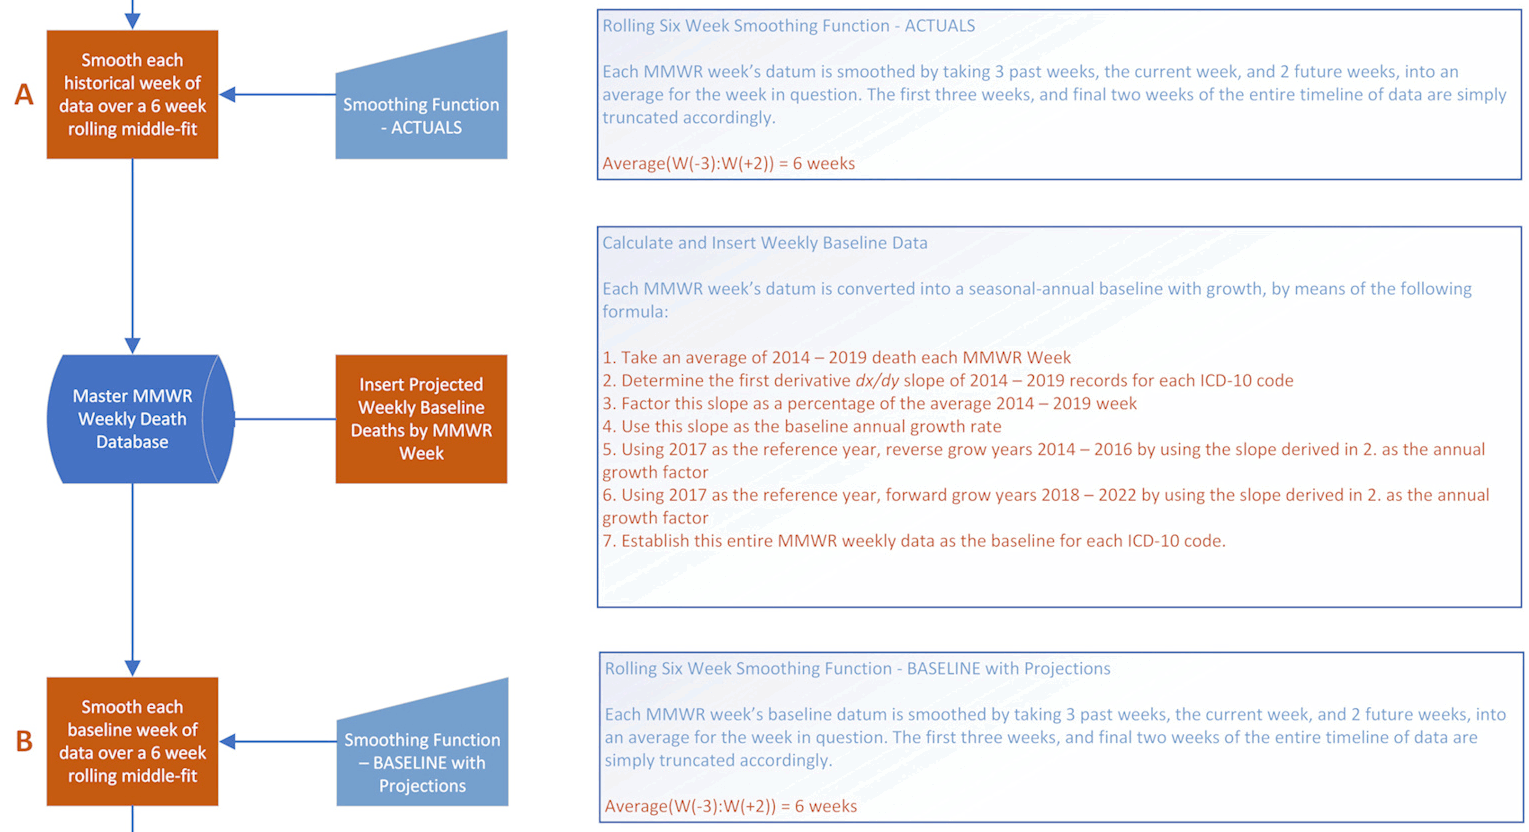 A
Smooth each
historical week of
data over a 6 week
rolling middle-fit
Smoothing Function
- ACTUALS
Rolling Six Week Smoothing Function - ACTUALS
Each MMWR week's datum is smoothed by taking 3 past weeks, the current week, and 2 future weeks, into an
average for the week in question. The first three weeks, and final two weeks of the entire timeline of data are simply
truncated accordingly.
Average(W(-3):W(+2)) = 6 weeks
Master MMWR
Weekly Death
Database
Insert Projected
Weekly Baseline
Deaths by MMWR
Week
Calculate and Insert Weekly Baseline Data
Each MMWR week's datum is converted into a seasonal-annual baseline with growth, by means of the following
formula:
1. Take an average of 2014 – 2019 death each MMWR Week
2. Determine the first derivative dx/dy slope of 2014 – 2019 records for each ICD-10 code
3. Factor this slope as a percentage of the average 2014 – 2019 week
4. Use this slope as the baseline annual growth rate
5. Using 2017 as the reference year, reverse grow years 2014 – 2016 by using the slope derived in 2. as the annual
growth factor
6. Using 2017 as the reference year, forward grow years 2018 – 2022 by using the slope derived in 2. as the annual
growth factor
7. Establish this entire MMWR weekly data as the baseline for each ICD-10 code.
B
Smooth each
baseline week of
data over a 6 week
rolling middle-fit
Smoothing Function
– BASELINE with
Projections
Rolling Six Week Smoothing Function - BASELINE with Projections
Each MMWR week's baseline datum is smoothed by taking 3 past weeks, the current week, and 2 future weeks, into
an average for the week in question. The first three weeks, and final two weeks of the entire timeline of data are
simply truncated accordingly.
Average(W(-3):W(+2)) = 6 weeks